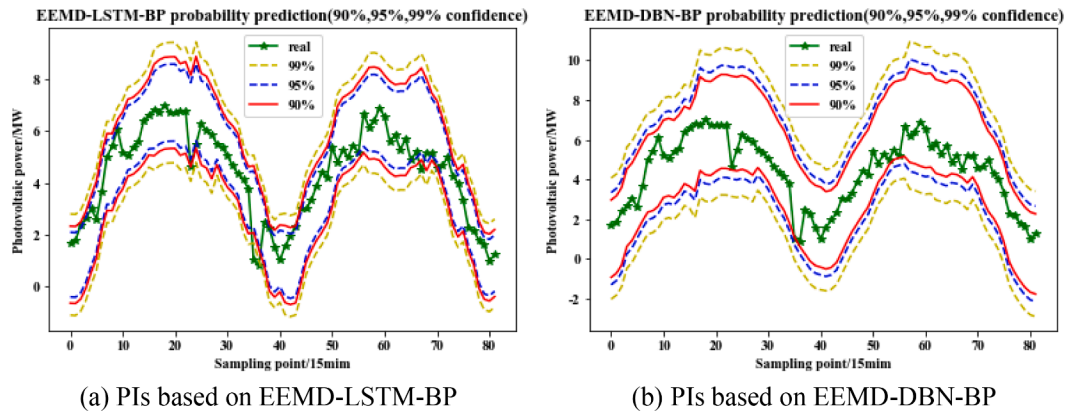 EEMD-LSTM-BP probability prediction(90%,95%,99% confidence)
Photovoltaic power/MW
8
6
4
2
0
real
99%
95%
90%
0 10 20 30 40 50 60 70 80
Sampling point/15mim
(a) PIs based on EEMD-LSTM-BP
EEMD-DBN-BP probability prediction(90%,95%,99% confidence)
Photovoltaic power/MW
10
8
6
4
2
0
-2
real
99%
95%
90%
0 10 20 30 40 50 60 70 80
Sampling point/15mim
(b) PIs based on EEMD-DBN-BP